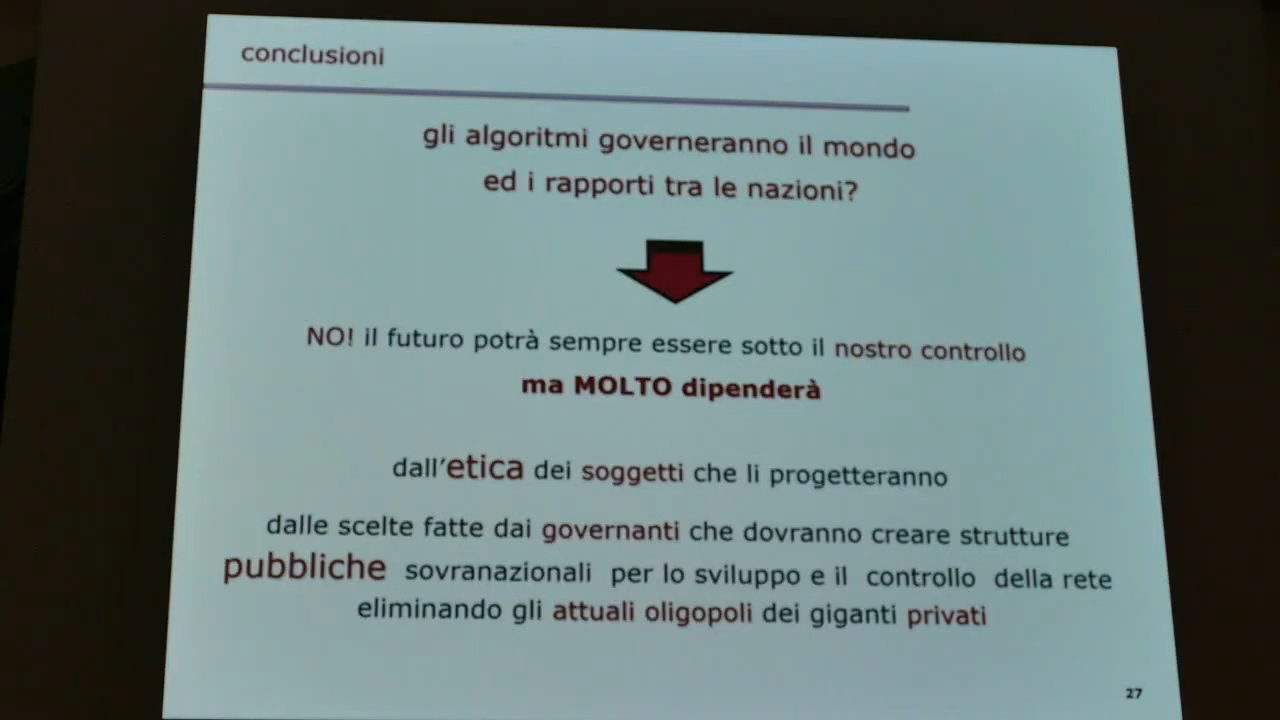 conclusioni
gli algoritmi governeranno il mondo
ed i rapporti tra le nazioni?
NO! il futuro potrà sempre essere sotto il nostro controllo
ma MOLTO dipenderà
dall'etica dei soggetti che li progetteranno
dalle scelte fatte dai governanti che dovranno creare strutture
pubbliche sovranazionali per lo sviluppo e il controllo della rete
eliminando gli attuali oligopoli dei giganti privati
27